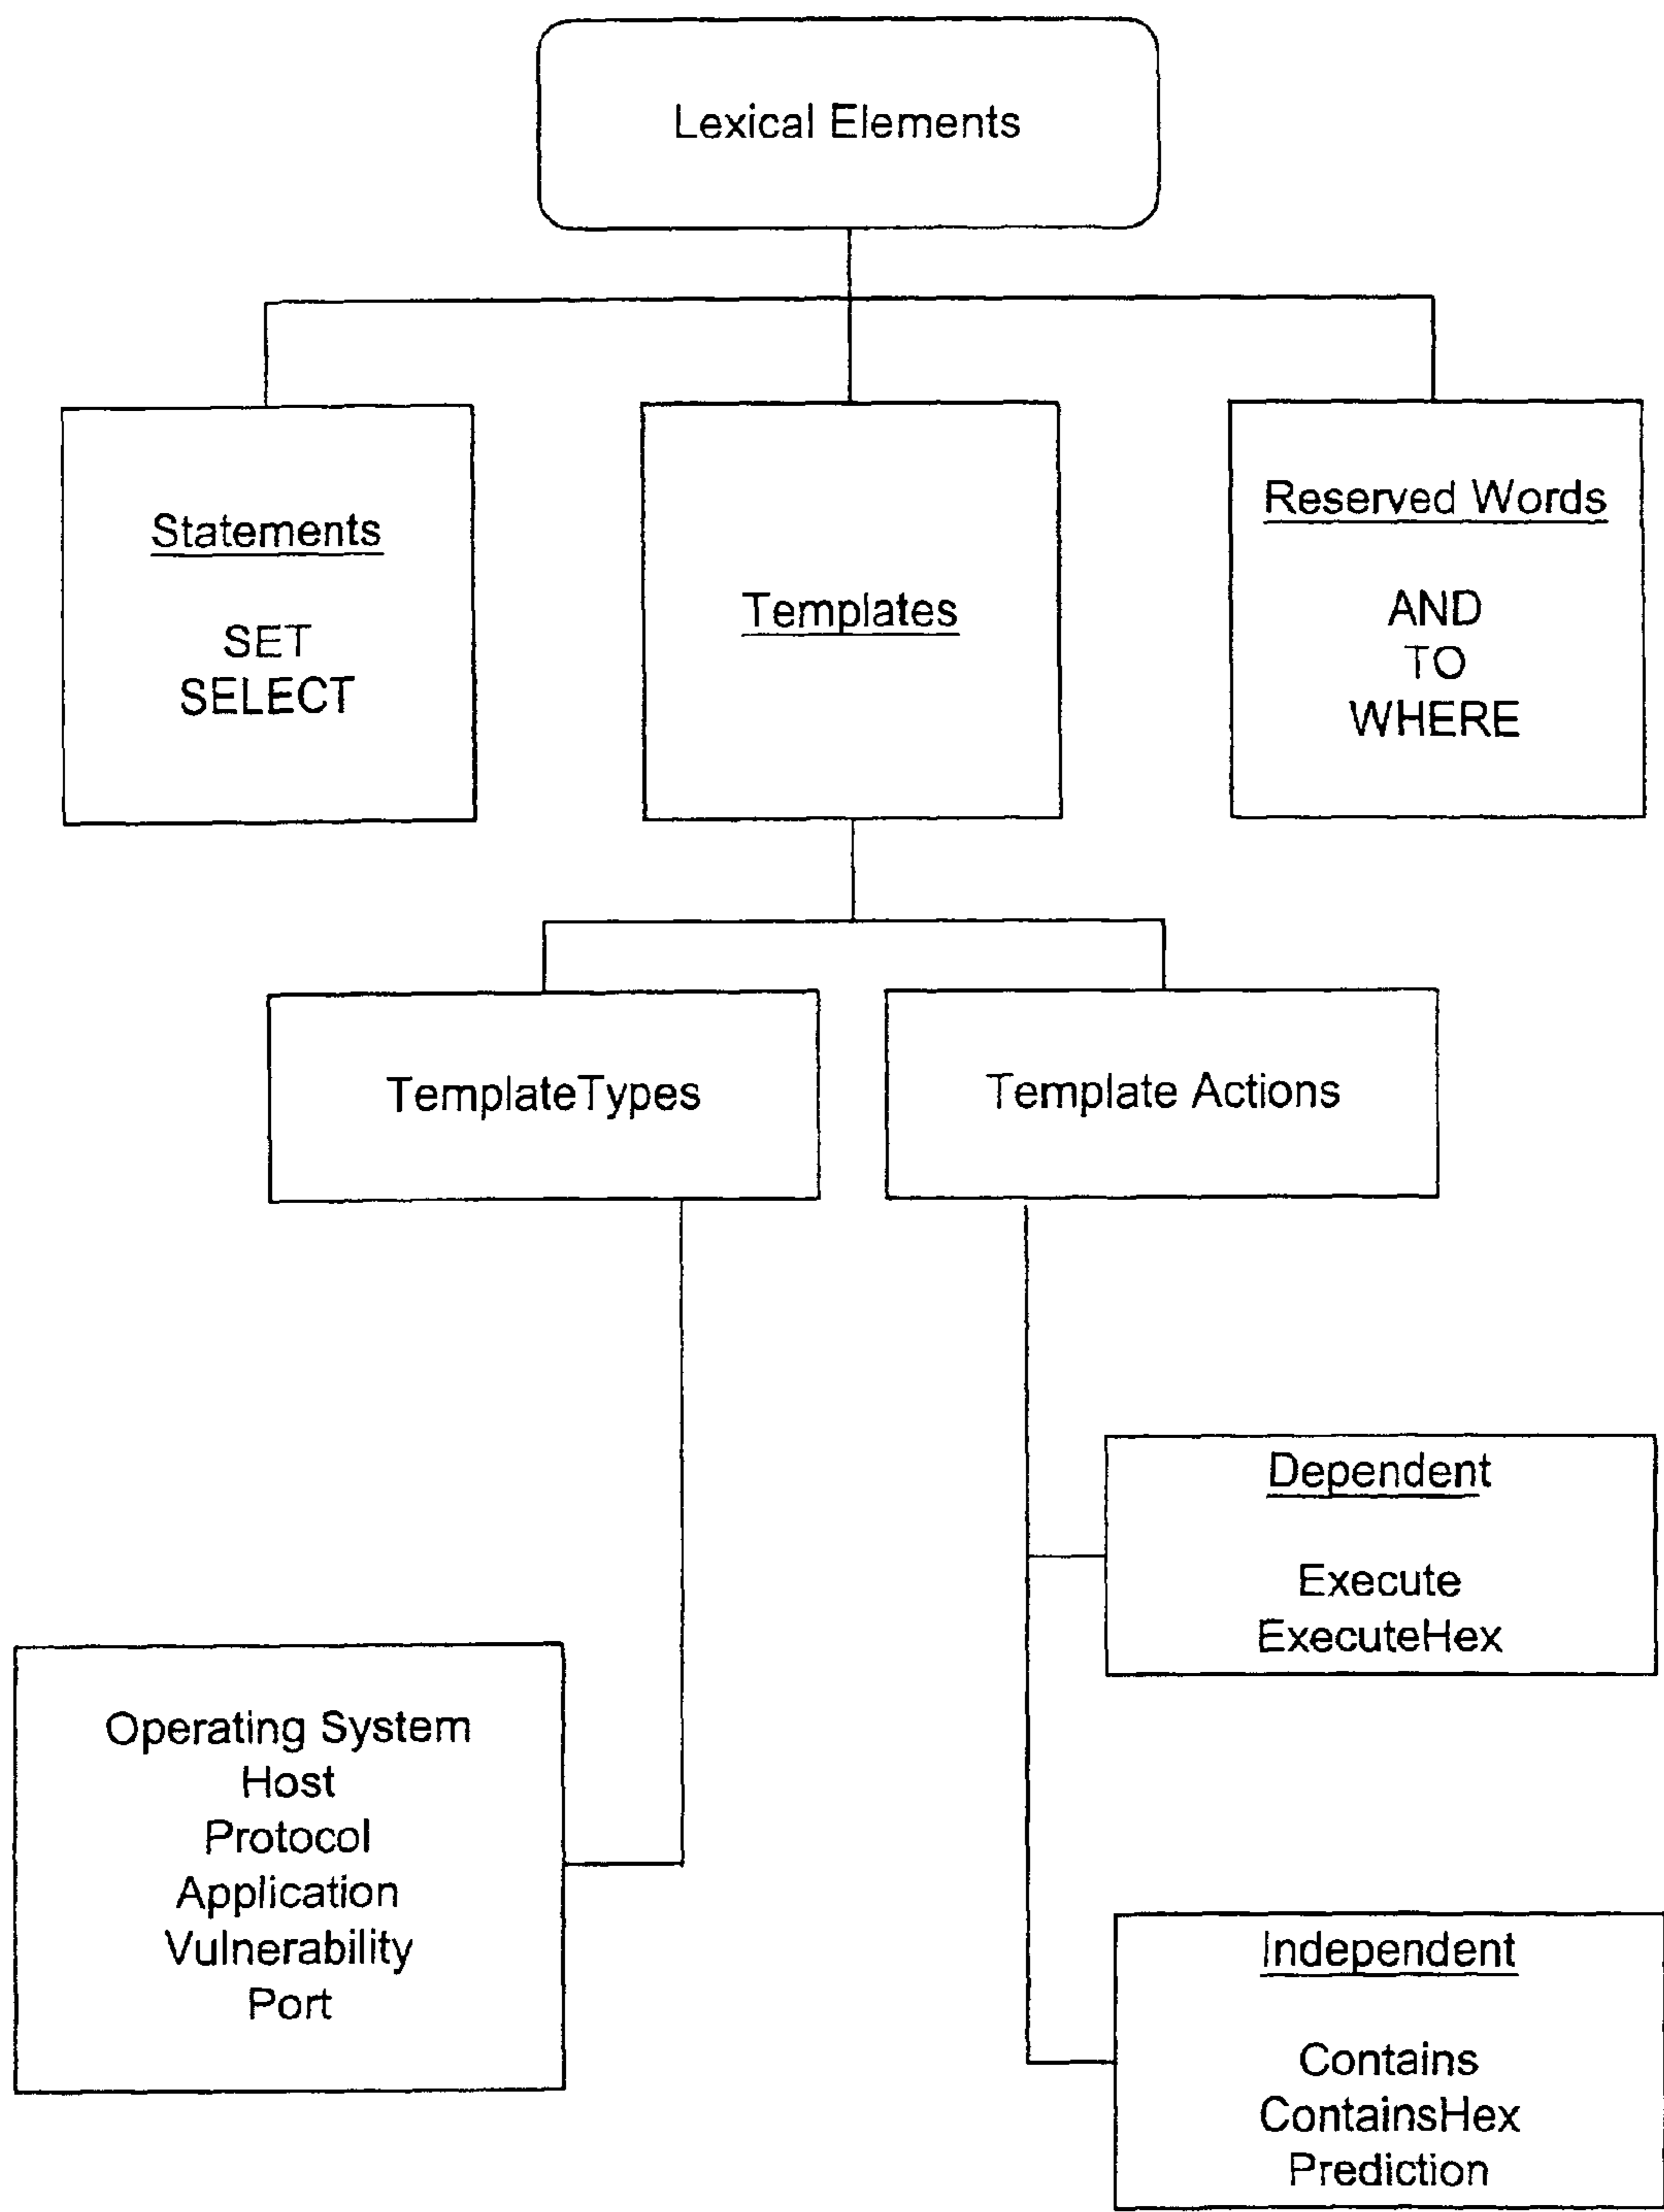 Lexical Elements
Statements
SET
SELECT
Templates
Reserved Words
AND
TO
WHERE
TemplateTypes
Template Actions
Dependent
Execute
ExecuteHex
Operating System
Host
Protocol
Application
Vulnerability
Port
Independent
Contains
ContainsHex
Prediction